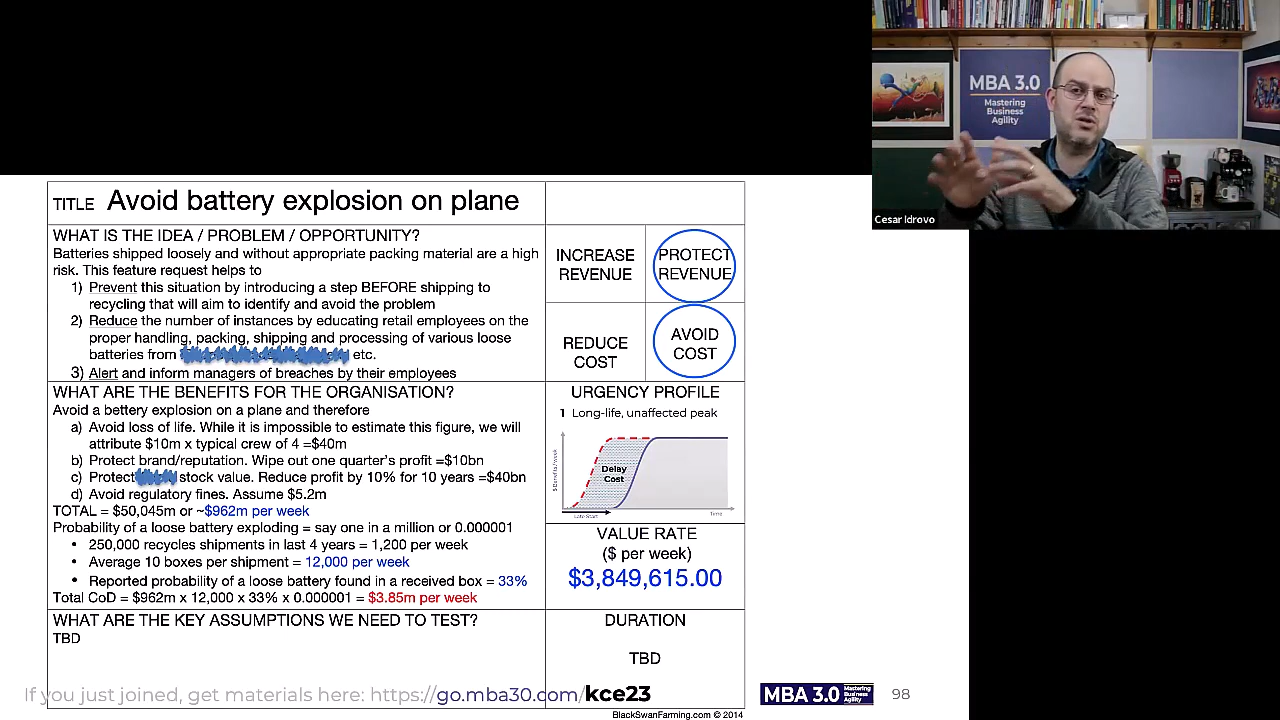 MBA 3.0
Mastering
Business
Agility
Cesar Idrovo
TITLE Avoid battery explosion on plane
WHAT IS THE IDEA / PROBLEM / OPPORTUNITY?
Batteries shipped loosely and without appropriate packing material are a high
risk. This feature request helps to
1) Prevent this situation by introducing a step BEFORE shipping to
recycling that will aim to identify and avoid the problem
2) Reduce the number of instances by educating retail employees on the
proper handling, packing, shipping and processing of various loose
batteries from etc.
3) Alert and inform managers of breaches by their employees
INCREASE
REVENUE
PROTECT
REVENUE
REDUCE
COST
AVOID
COST
WHAT ARE THE BENEFITS FOR THE ORGANISATION?
Avoid a bettery explosion on a plane and therefore
a) Avoid loss of life. While it is impossible to estimate this figure, we will
attribute $10m x typical crew of 4 =$40m
b) Protect brand/reputation. Wipe out one quarter's profit =$10bn
c) Protect stock value. Reduce profit by 10% for 10 years =$40bn
d) Avoid regulatory fines. Assume $5.2m
TOTAL = $50,045m or ~$962m per week
Probability of a loose battery exploding = say one in a million or 0.000001
• 250,000 recycles shipments in last 4 years = 1,200 per week
• Average 10 boxes per shipment = 12,000 per week
• Reported probability of a loose battery found in a received box = 33%
Total CoD = $962m x 12,000 x 33% x 0.000001 = $3.85m per week
URGENCY PROFILE
1 Long-life, unaffected peak
$ Benefits / week
Delay
Cost
Late Start
Time
VALUE RATE
($ per week)
$3,849,615.00
WHAT ARE THE KEY ASSUMPTIONS WE NEED TO TEST?
TBD
DURATION
TBD
If you just joined, get materials here: https://go.mba30.com/kce23
MBA 3.0 Mastering
Business
Agility
98
BlackSwanFarming.com © 2014